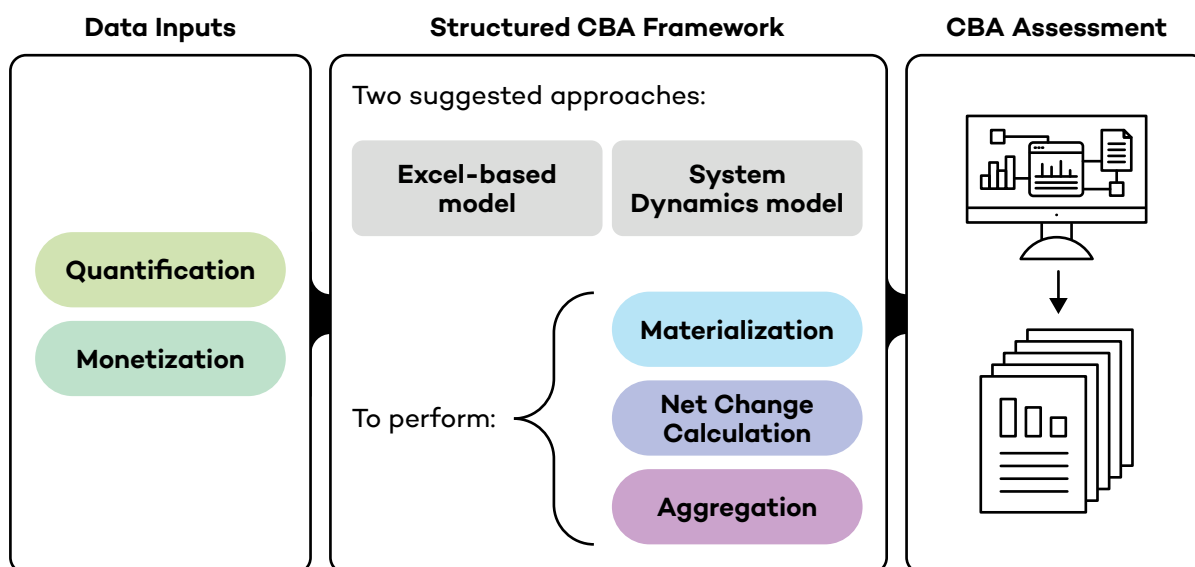 Data Inputs
Structured CBA Framework
CBA Assessment
Quantification
Monetization
Two suggested approaches:
Excel-based
model
System
Dynamics model
To perform:
Materialization
Net Change
Calculation
Aggregation